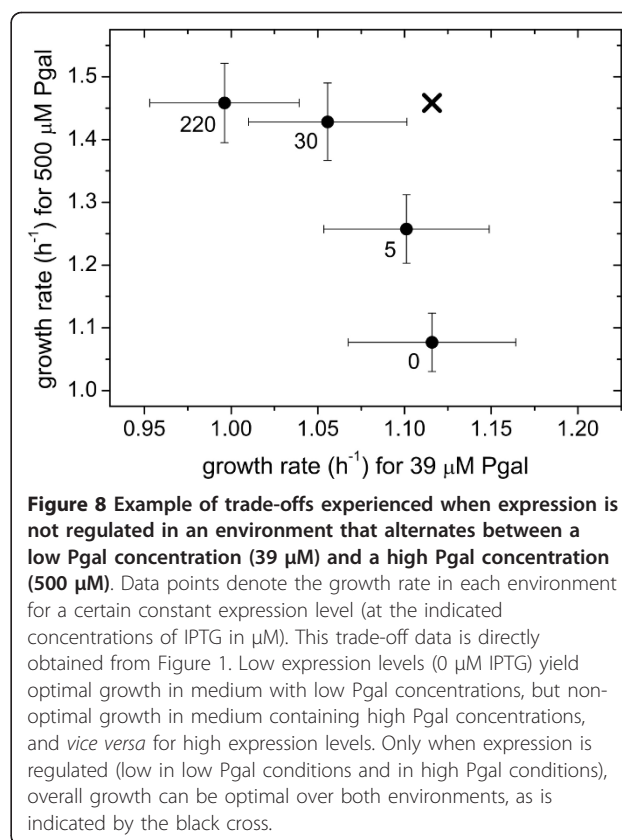 growth rate (h⁻¹) for 500 µM Pgal
1.5
1.4
1.3
1.2
1.1
1.0
220
30
5
0
0.95 1.00 1.05 1.10 1.15 1.20
growth rate (h⁻¹) for 39 µM Pgal
Figure 8 Example of trade-offs experienced when expression is
not regulated in an environment that alternates between a
low Pgal concentration (39 µM) and a high Pgal concentration
(500 µM). Data points denote the growth rate in each environment
for a certain constant expression level (at the indicated
concentrations of IPTG in µM). This trade-off data is directly
obtained from Figure 1. Low expression levels (0 µM IPTG) yield
optimal growth in medium with low Pgal concentrations, but non-
optimal growth in medium containing high Pgal concentrations,
and vice versa for high expression levels. Only when expression is
regulated (low in low Pgal conditions and in high Pgal conditions),
overall growth can be optimal over both environments, as is
indicated by the black cross.